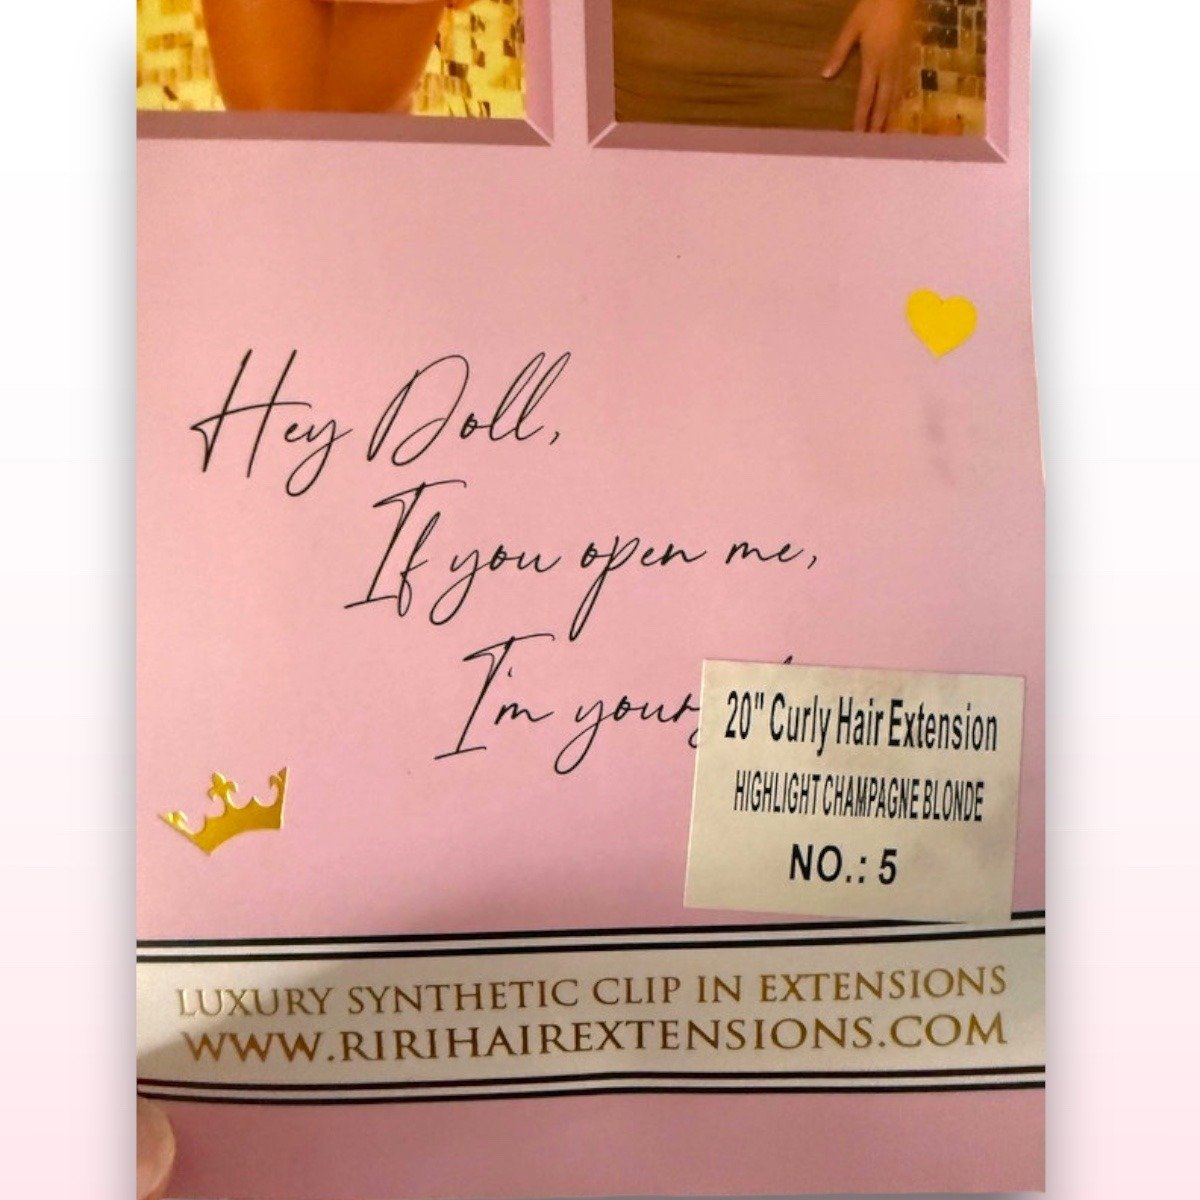 Hey Doll,
If you open me,
I'm yours
20" Curly Hair Extension
HIGHLIGHT CHAMPAGNE BLONDE
NO.: 5
LUXURY SYNTHETIC CLIP IN EXTENSIONS
WWW.RIRIHAIREXTENSIONS.COM